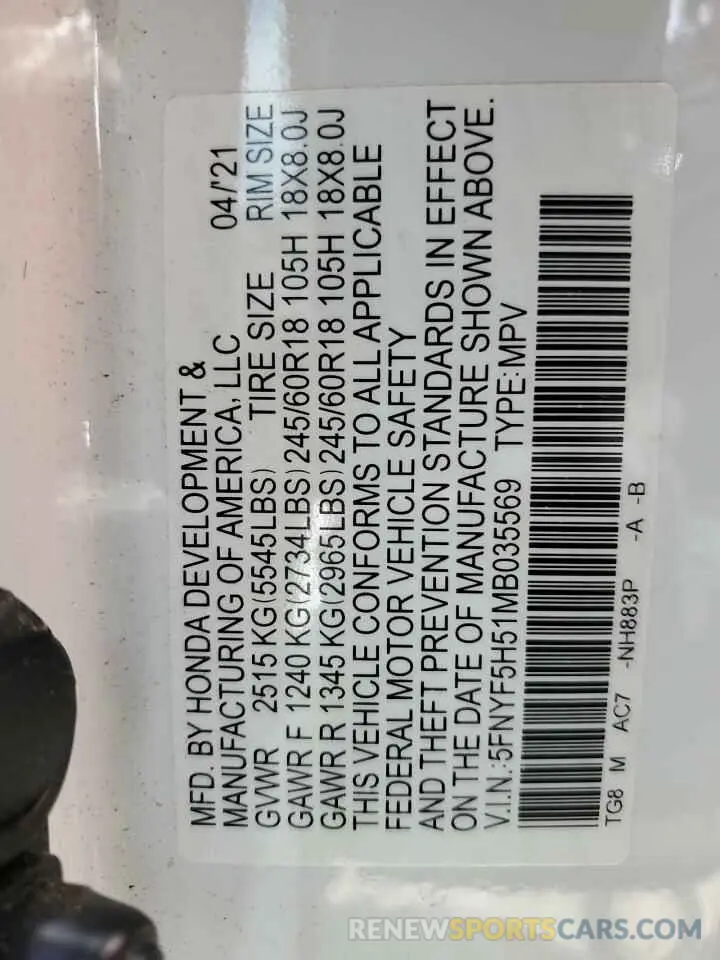 MFD. BY HONDA DEVELOPMENT &
MANUFACTURING OF AMERICA, LLC 04/'21
GVWR 2515 KG(5545LBS) TIRE SIZE RIM SIZE
GAWR F 1240 KG(2734LBS) 245/60R18 105H 18X8.0J
GAWR R 1345 KG(2965LBS) 245/60R18 105H 18X8.0J
THIS VEHICLE CONFORMS TO ALL APPLICABLE
FEDERAL MOTOR VEHICLE SAFETY
AND THEFT PREVENTION STANDARDS IN EFFECT
ON THE DATE OF MANUFACTURE SHOWN ABOVE.
V.I.N.:5FNYF5H51MB035569 TYPE:MPV
TG8 M AC7 -NH883P -A -B
RENEWSPORTSCARS.COM